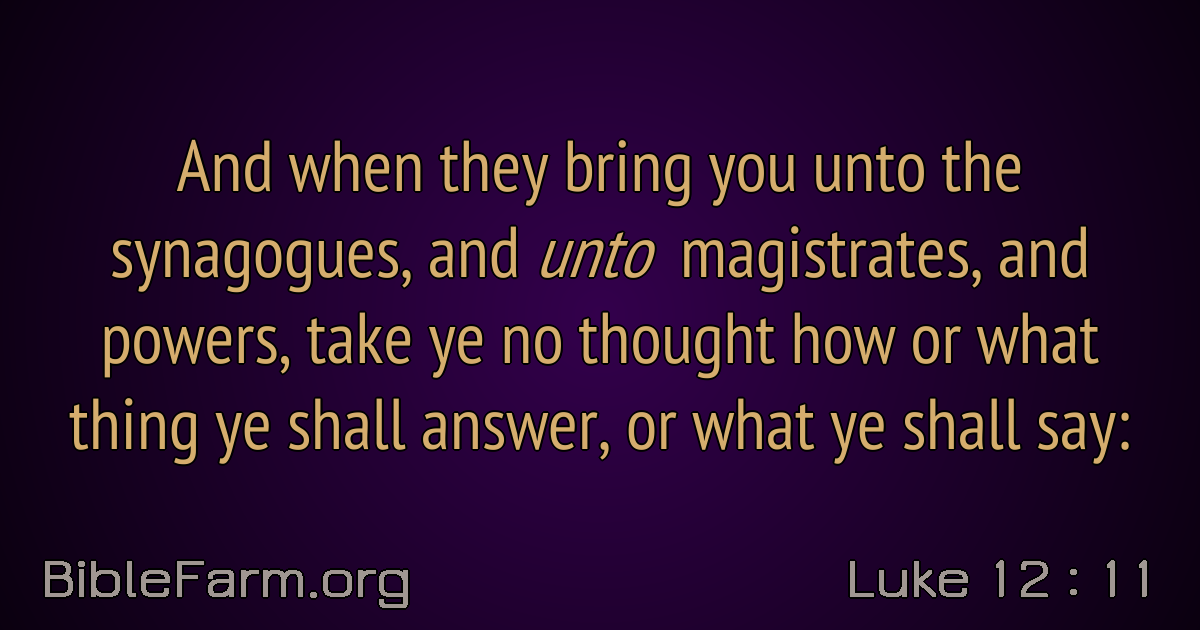 And when they bring you unto the
synagogues, and unto magistrates, and
powers, take ye no thought how or what
thing ye shall answer, or what ye shall say:
BibleFarm.org
Luke 12 : 11